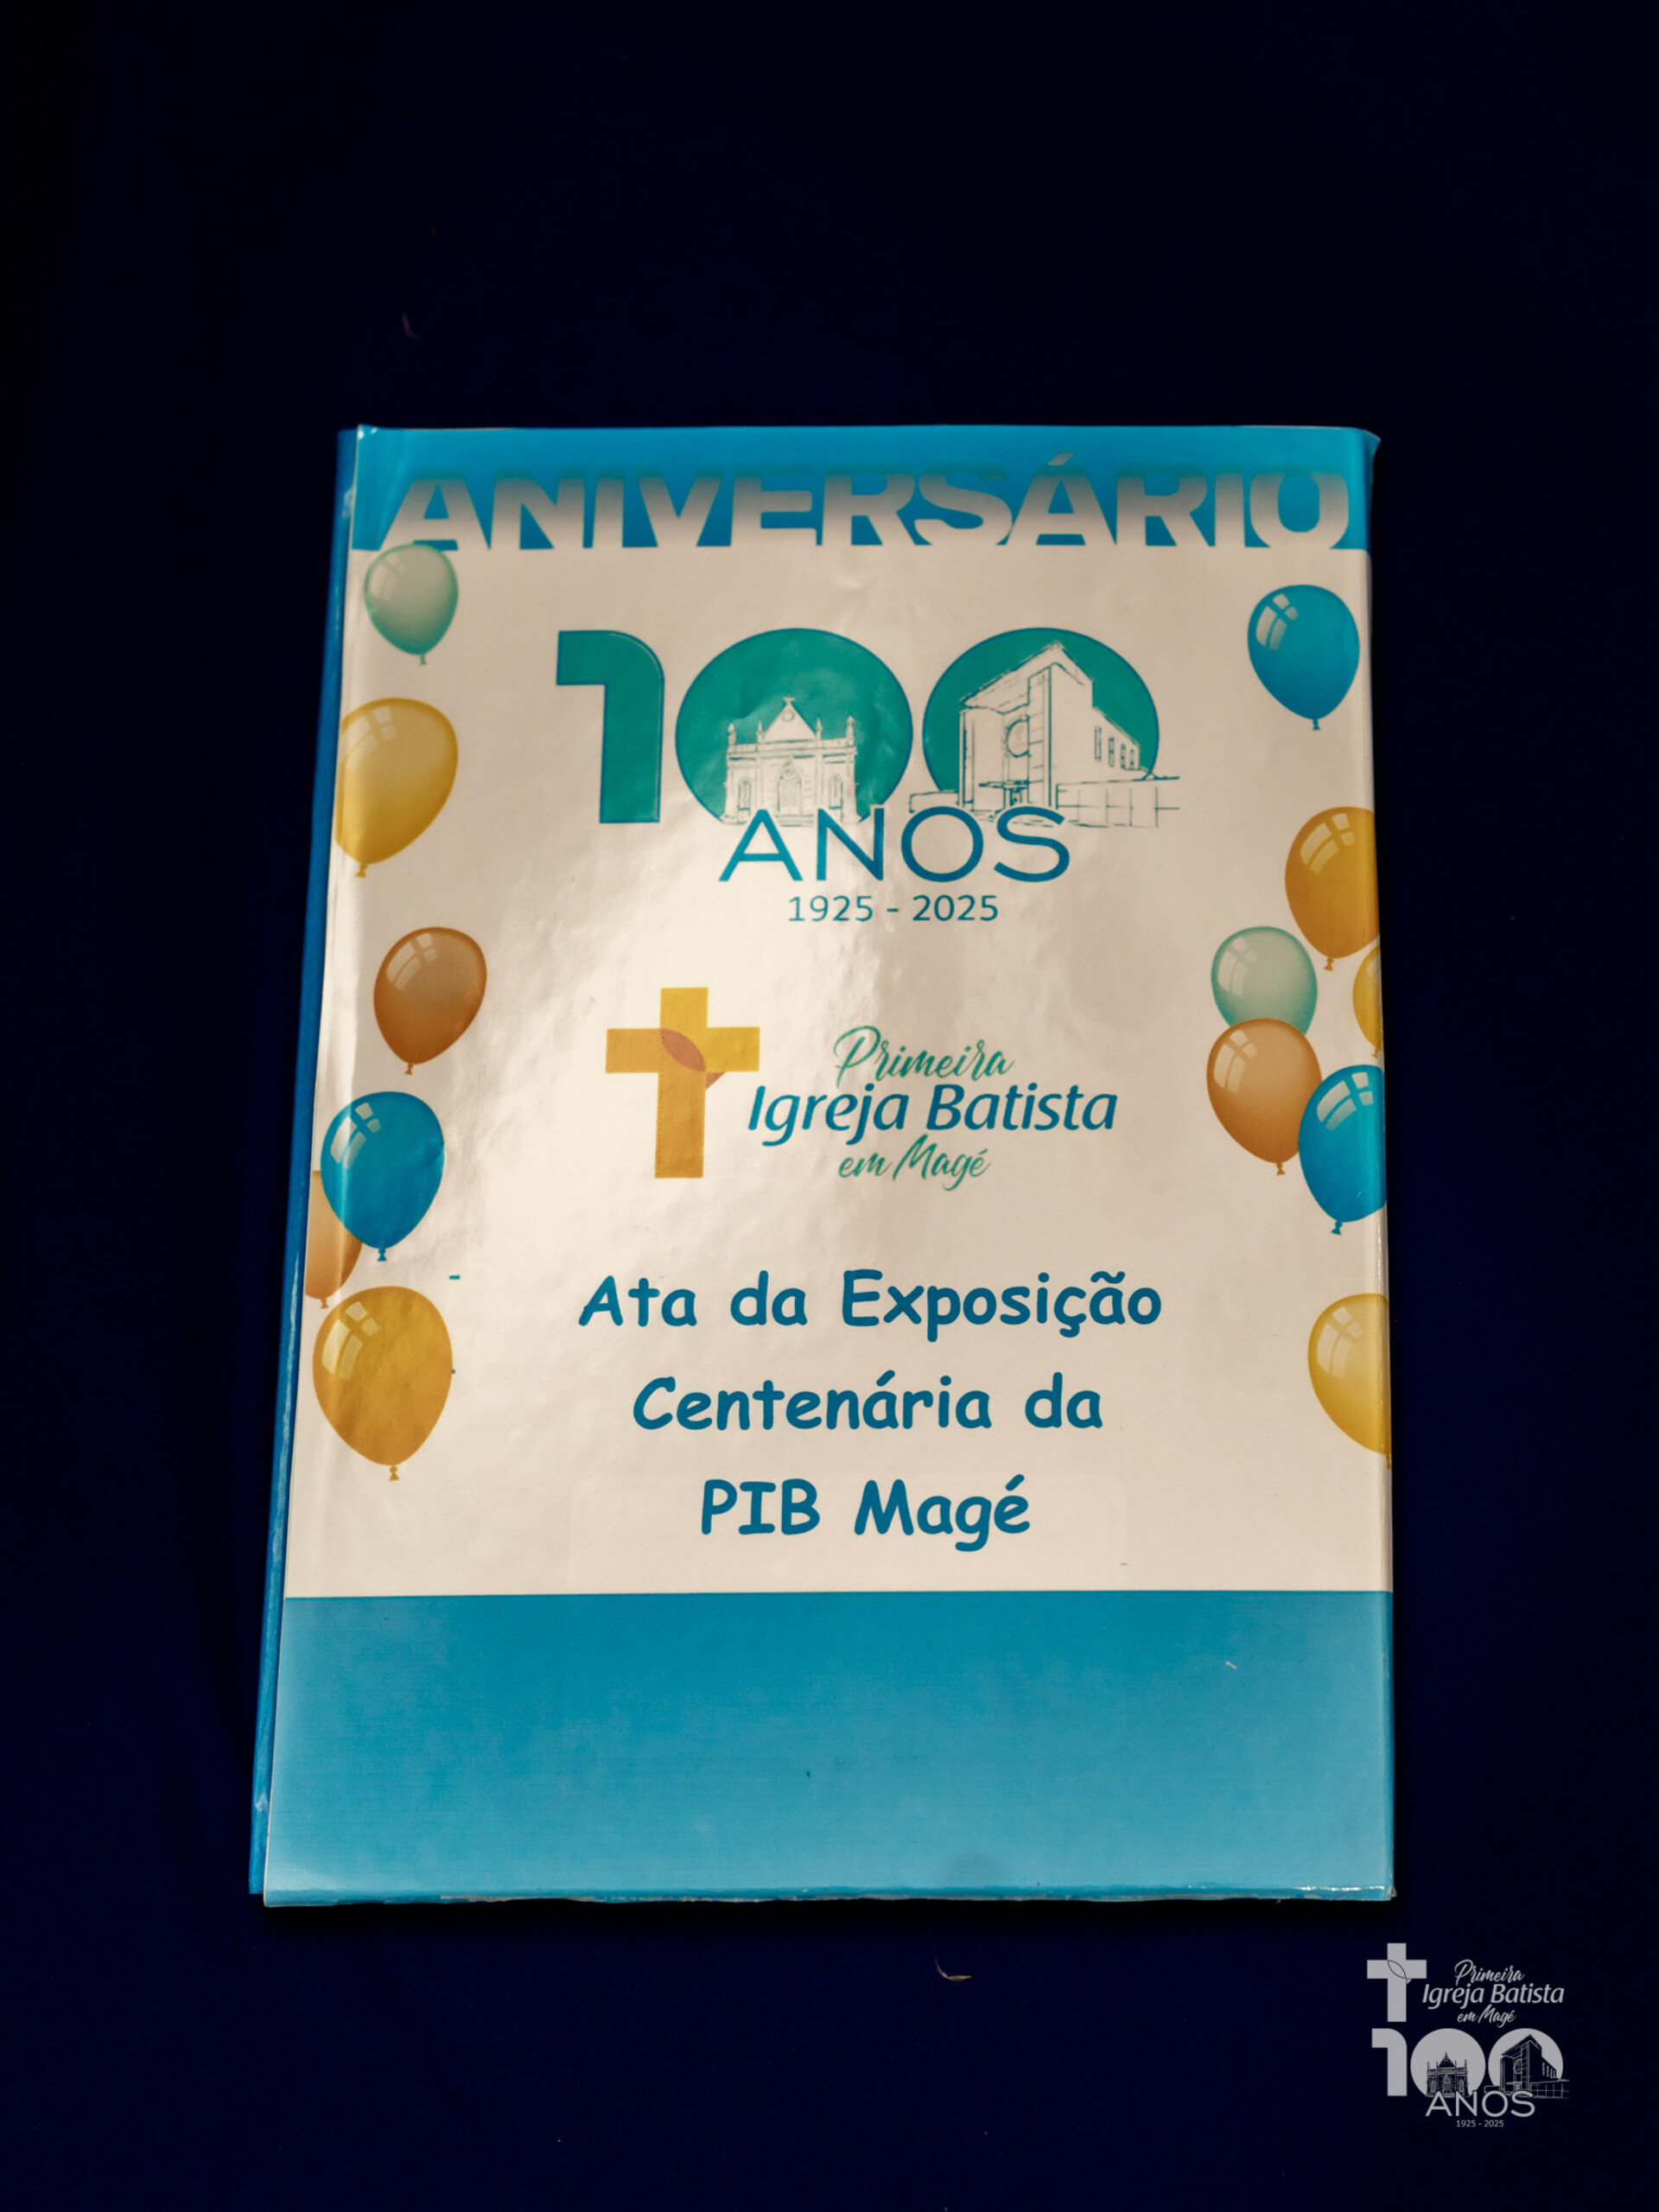 ANIVERSÁRIO
100
ANOS
1925 - 2025
Primeira
Igreja Batista
em Magé
Ata da Exposição
Centenária da
PIB Magé
Primeira
Igreja Batista
em Magé
100
ANOS
1925 - 2025